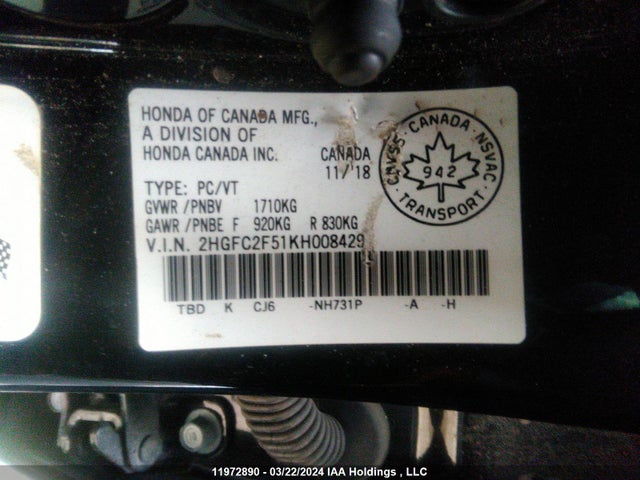 HONDA OF CANADA MFG.,
A DIVISION OF
HONDA CANADA INC.
CANADA
11/'18
TYPE: PC/VT
GVWR /PNBV 1710KG
GAWR /PNBE F 920KG R 830KG
V.I.N. 2HGFC2F51KH008429
TBD K CJ6 -NH731P -A -H
CMVSS · CANADA · NSVAC
942
· TRANSPORT ·
11972890 - 03/22/2024 IAA Holdings , LLC